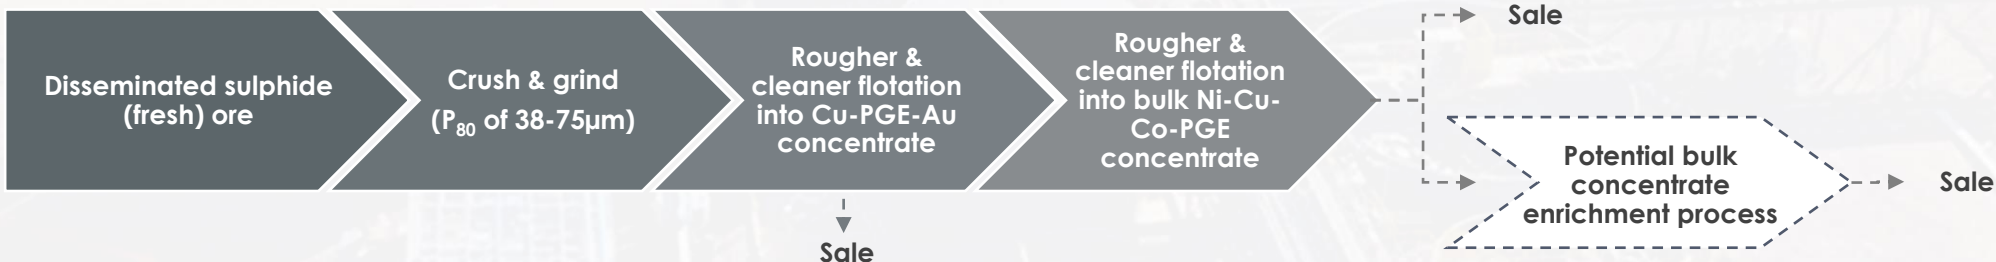 Disseminated sulphide
(fresh) ore
Crush & grind
(P80 of 38-75µm)
Rougher &
cleaner flotation
into Cu-PGE-Au
concentrate
Sale
Rougher &
cleaner flotation
into bulk Ni-Cu-
Co-PGE
concentrate
Sale
Potential bulk
concentrate
enrichment process
Sale